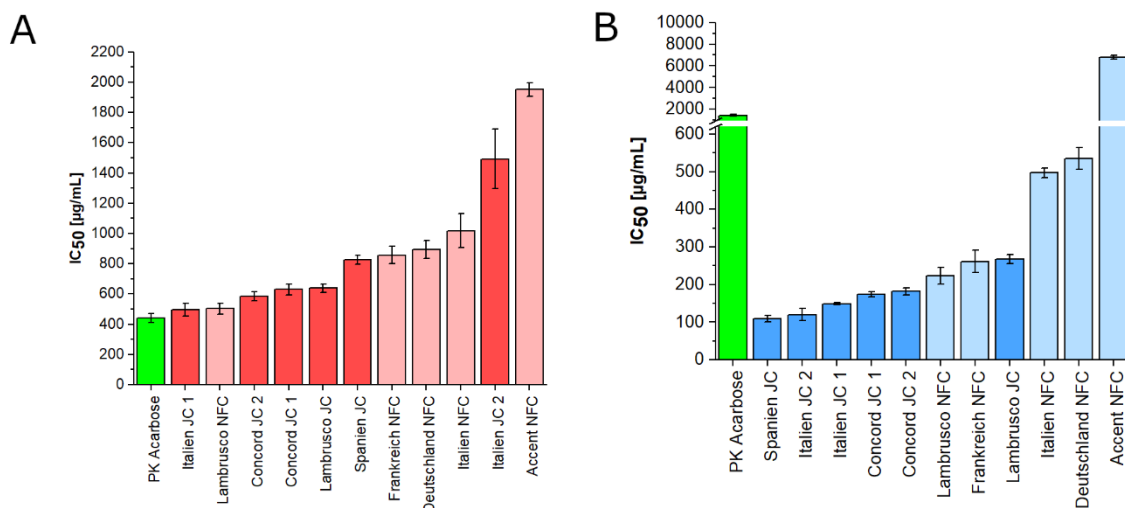 A
IC50 [µg/mL]
2200
2000
1800
1600
1400
1200
1000
800
600
400
200
0
PK Acarbose
Italien JC 1
Lambrusco NFC
Concord JC 2
Concord JC 1
Lambrusco JC
Spanien JC
Frankreich NFC
Deutschland NFC
Italien NFC
Italien JC 2
Accent NFC
B
IC50 [µg/mL]
10000
8000
6000
4000
2000
600
500
400
300
200
100
0
PK Acarbose
Spanien JC
Italien JC 2
Italien JC 1
Concord JC 1
Concord JC 2
Lambrusco NFC
Frankreich NFC
Lambrusco JC
Italien NFC
Deutschland NFC
Accent NFC